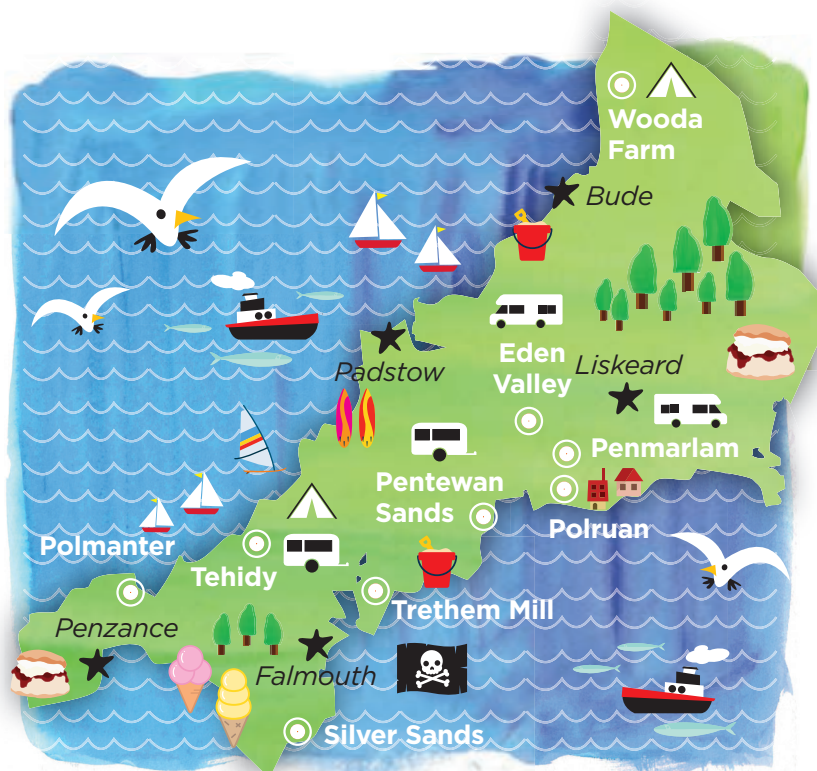 Wooda
Farm
Bude
Padstow
Eden
Valley
Liskeard
Penmarlam
Pentewan
Sands
Polruan
Polmanter
Tehidy
Trethem Mill
Penzance
Falmouth
Silver Sands